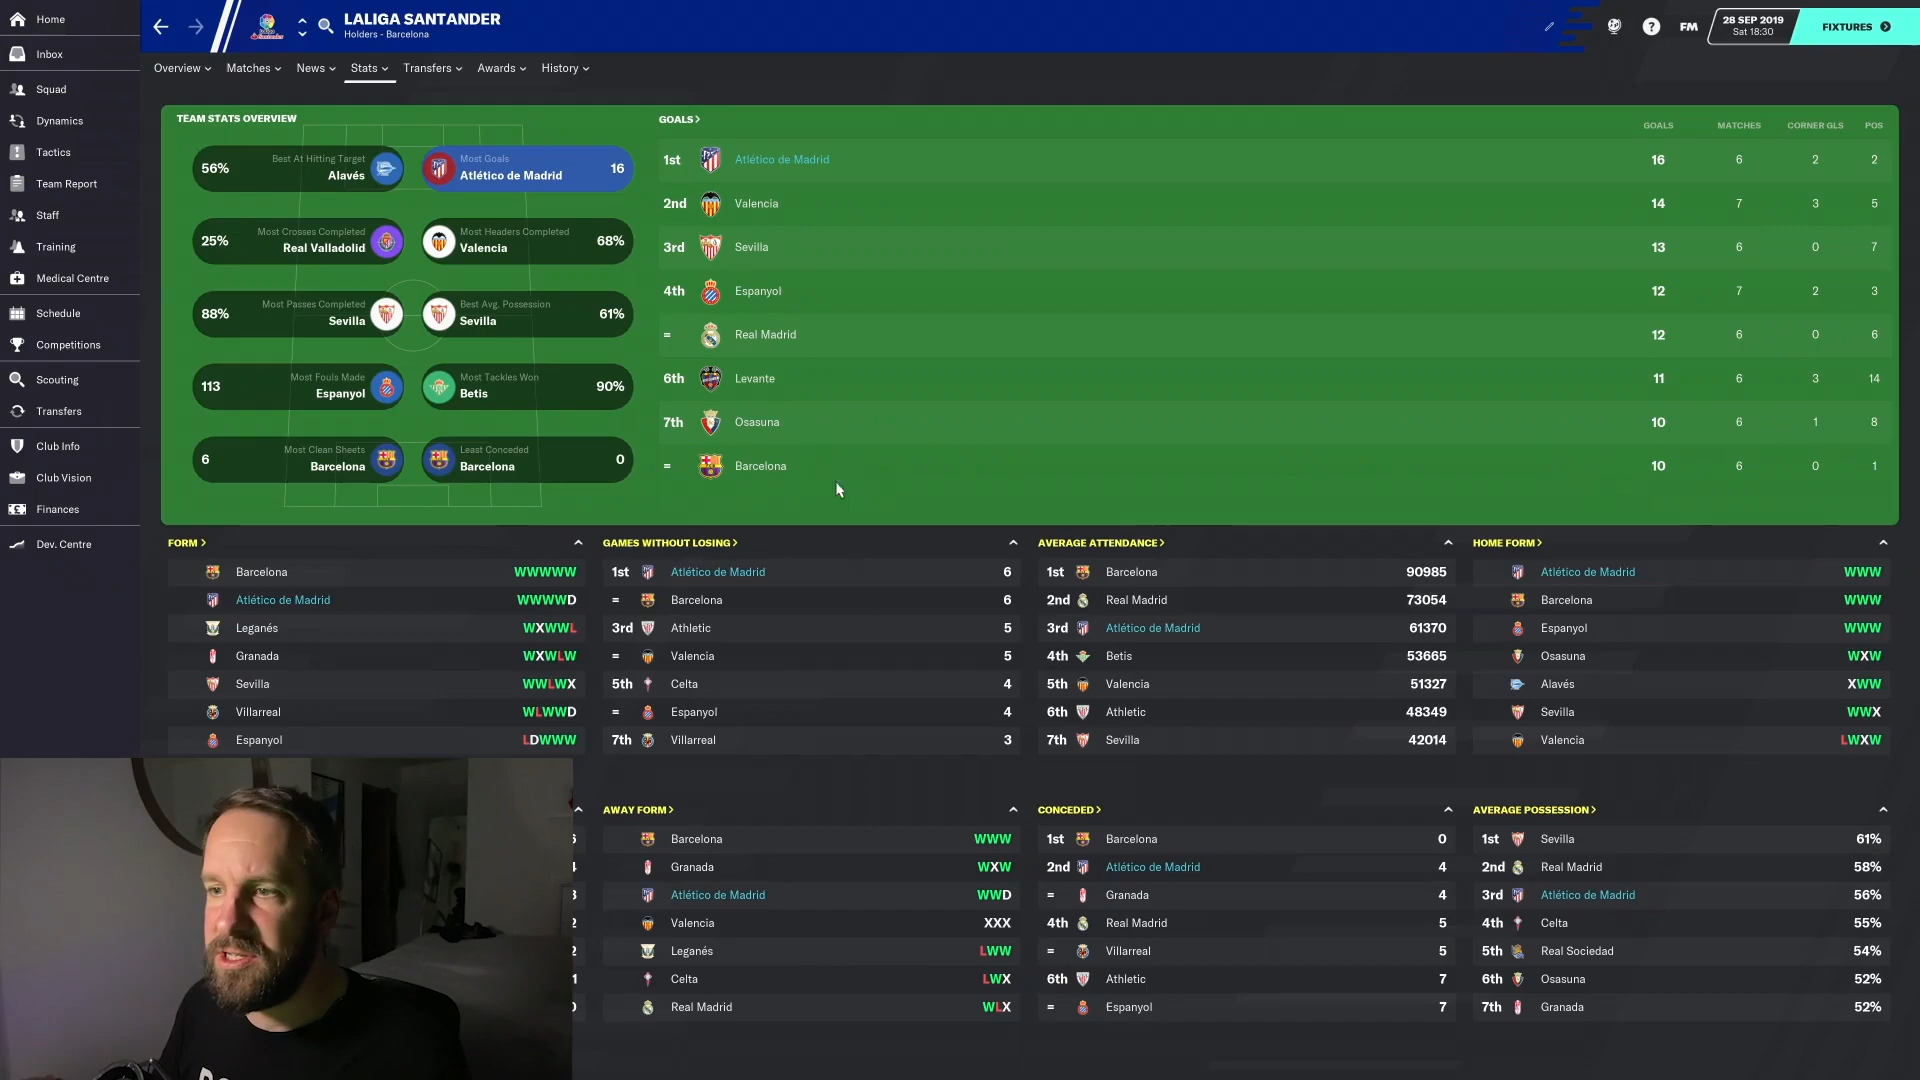 Home
Inbox
Squad
Dynamics
Tactics
Team Report
Staff
Training
Medical Centre
Schedule
Competitions
Scouting
Transfers
Club Info
Club Vision
Finances
Dev. Centre
LALIGA SANTANDER
Holders - Barcelona
? FM
28 SEP 2019
Sat 18:30
FIXTURES
Overview Matches News Stats Transfers Awards History
TEAM STATS OVERVIEW
56% Best At Hitting Target Alavés
Most Goals Atlético de Madrid 16
25% Most Crosses Completed Real Valladolid
Most Headers Completed Valencia 68%
88% Most Passes Completed Sevilla
Best Avg. Possession Sevilla 61%
113 Most Fouls Made Espanyol
Most Tackles Won Betis 90%
6 Most Clean Sheets Barcelona
Least Conceded Barcelona 0
GOALS > GOALS MATCHES CORNER GLS POS
1st Atlético de Madrid 16 6 2 2
2nd Valencia 14 7 3 5
3rd Sevilla 13 6 0 7
4th Espanyol 12 7 2 3
= Real Madrid 12 6 0 6
6th Levante 11 6 3 14
7th Osasuna 10 6 1 8
= Barcelona 10 6 0 1
FORM >
Barcelona WWWWW
Atlético de Madrid WWWWD
Leganés WXWWL
Granada WXWLW
Sevilla WWLWX
Villarreal WLWWD
Espanyol LDWWW
GAMES WITHOUT LOSING >
1st Atlético de Madrid 6
= Barcelona 6
3rd Athletic 5
= Valencia 5
5th Celta 4
= Espanyol 4
7th Villarreal 3
AVERAGE ATTENDANCE >
1st Barcelona 90985
2nd Real Madrid 73054
3rd Atlético de Madrid 61370
4th Betis 53665
5th Valencia 51327
6th Athletic 48349
7th Sevilla 42014
HOME FORM >
Atlético de Madrid WWW
Barcelona WWW
Espanyol WWW
Osasuna WXW
Alavés XWW
Sevilla WWX
Valencia LWXW
AWAY FORM >
Barcelona WWW
Granada WXW
Atlético de Madrid WWD
Valencia XXX
Leganés LWW
Celta LWX
Real Madrid WLX
CONCEDED >
1st Barcelona 0
2nd Atlético de Madrid 4
= Granada 4
4th Real Madrid 5
= Villarreal 5
6th Athletic 7
= Espanyol 7
AVERAGE POSSESSION >
1st Sevilla 61%
2nd Real Madrid 58%
3rd Atlético de Madrid 56%
4th Celta 55%
5th Real Sociedad 54%
6th Osasuna 52%
7th Granada 52%